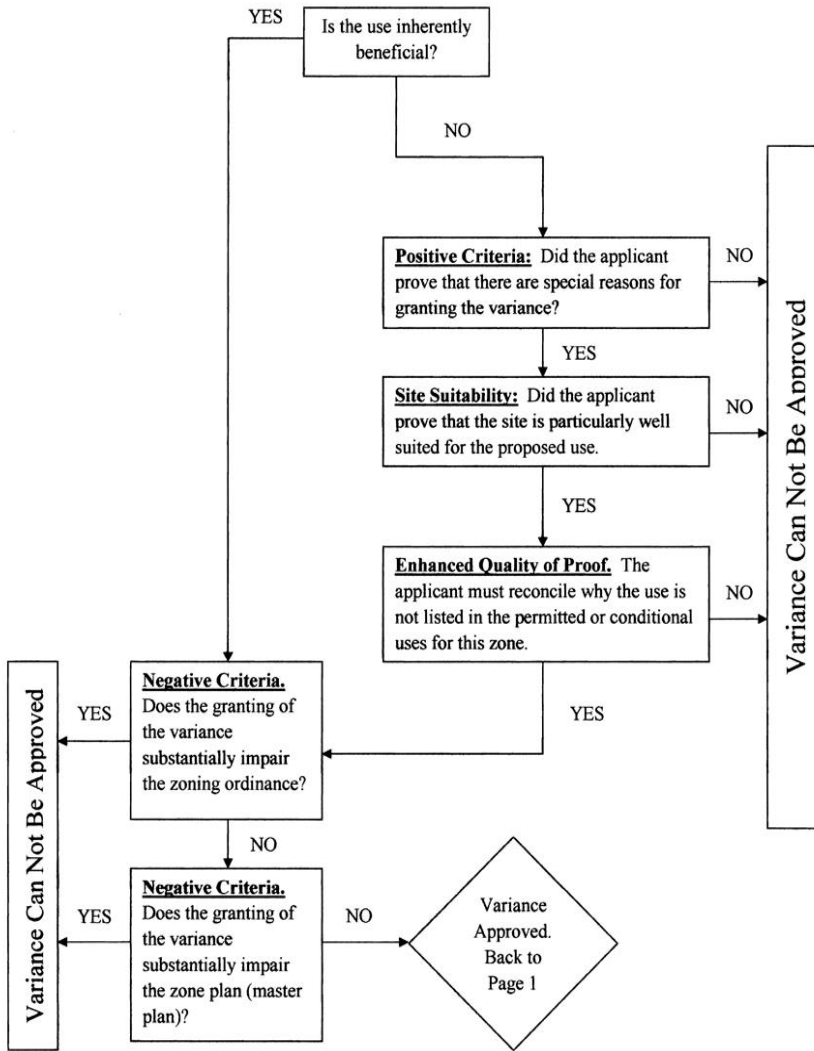 YES
Is the use inherently
beneficial?
NO
Positive Criteria: Did the applicant
prove that there are special reasons for
granting the variance?
NO
YES
Site Suitability: Did the applicant
prove that the site is particularly well
suited for the proposed use.
NO
YES
Enhanced Quality of Proof. The
applicant must reconcile why the use is
not listed in the permitted or conditional
uses for this zone.
NO
YES
Variance Can Not Be Approved
Negative Criteria.
Does the granting of
the variance
substantially impair
the zoning ordinance?
YES
NO
Negative Criteria.
Does the granting of
the variance
substantially impair
the zone plan (master
plan)?
YES
NO
Variance Can Not Be Approved
Variance
Approved.
Back to
Page 1